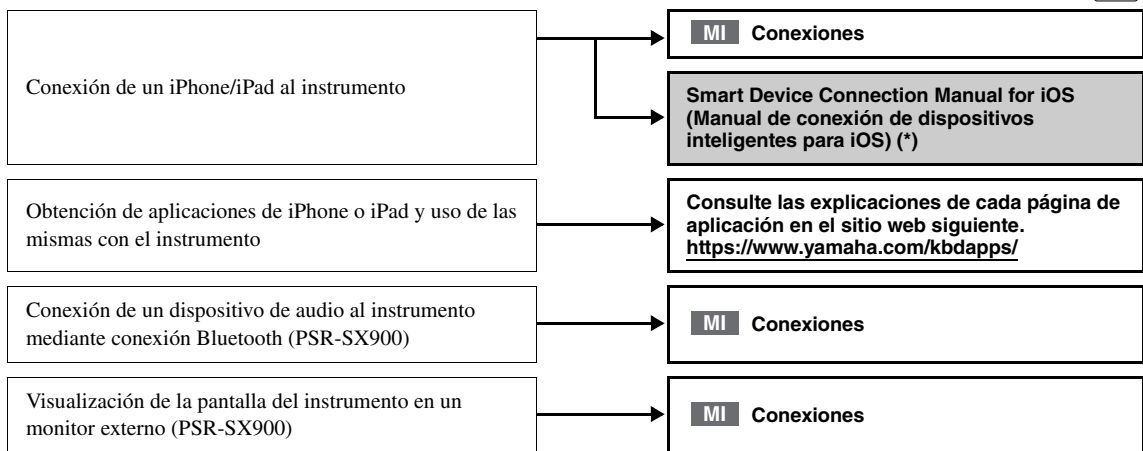 Conexión de un iPhone/iPad al instrumento
MI Conexiones
Smart Device Connection Manual for iOS
(Manual de conexión de dispositivos
inteligentes para iOS) (*)
Obtención de aplicaciones de iPhone o iPad y uso de las
mismas con el instrumento
Consulte las explicaciones de cada página de
aplicación en el sitio web siguiente.
https://www.yamaha.com/kbdapps/
Conexión de un dispositivo de audio al instrumento
mediante conexión Bluetooth (PSR-SX900)
MI Conexiones
Visualización de la pantalla del instrumento en un
monitor externo (PSR-SX900)
MI Conexiones